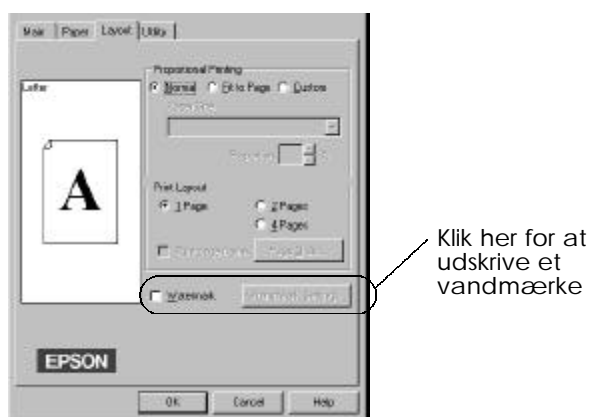 Main Paper Layout Utility
Proportional Printing
Letter
Normal Fit to Page Custom
Print Layout
1 Page 2 Pages
4 Pages
A
Klik her for at
udskrive et
vandmærke
Watermark
EPSON
OK Cancel Help